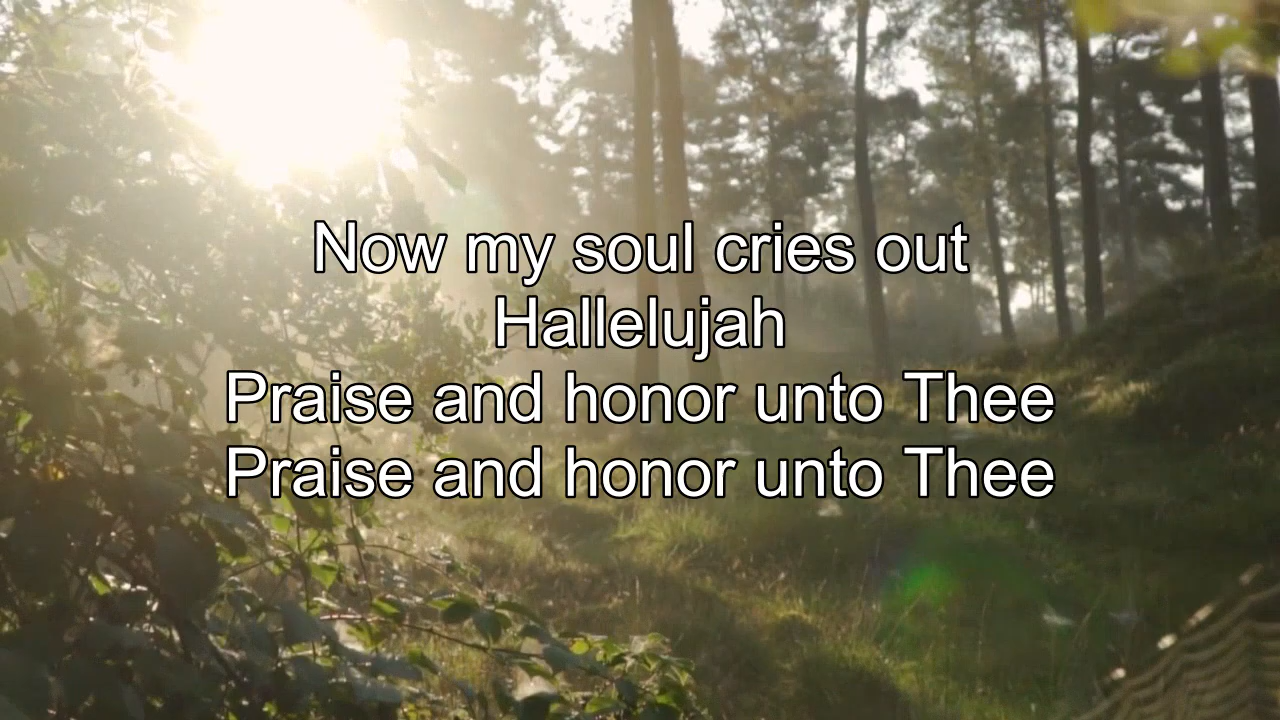 Now my soul cries out
Hallelujah
Praise and honor unto Thee
Praise and honor unto Thee